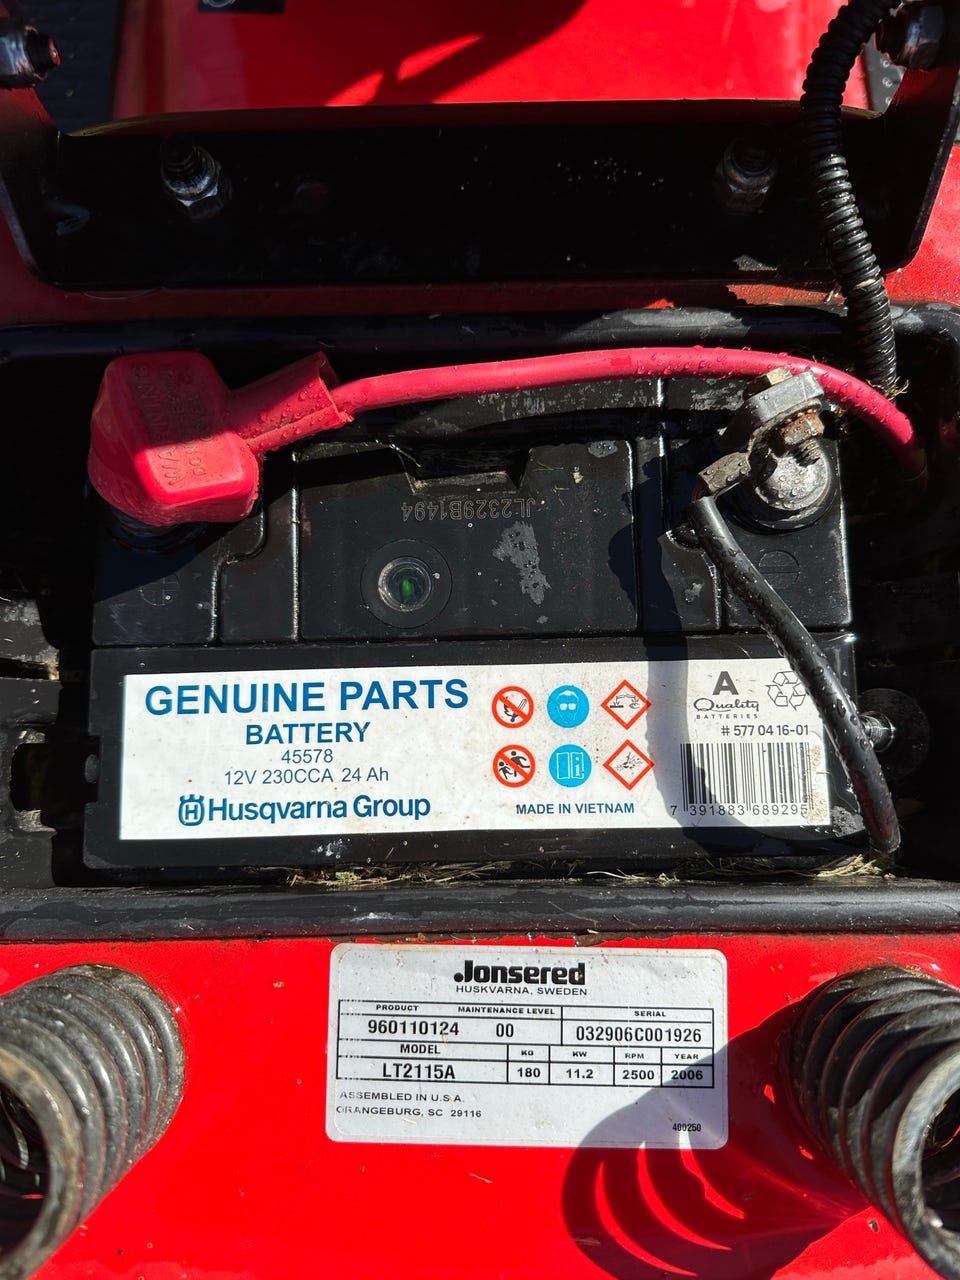 WARNING
JL2329B1494
GENUINE PARTS
BATTERY
45578
12V 230CCA 24 Ah
Husqvarna Group
MADE IN VIETNAM
A
Quality
BATTERIES
# 577 04 16-01
7 391883 689295
.Jonsered
HUSKVARNA, SWEDEN
PRODUCT MAINTENANCE LEVEL SERIAL
960110124 00 032906C001926
MODEL KG KW RPM YEAR
LT2115A 180 11.2 2500 2006
ASSEMBLED IN U.S.A.
ORANGEBURG, SC 29116
400250